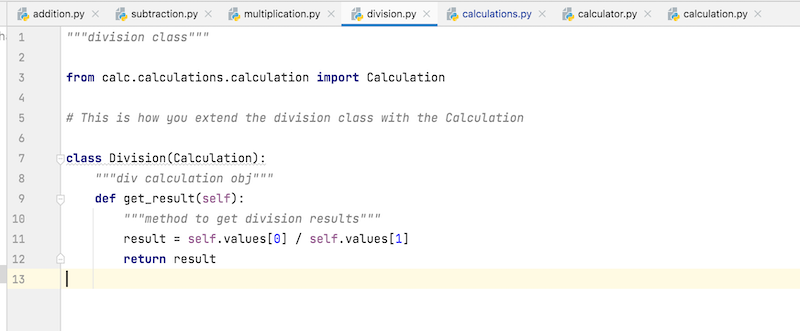 addition.py subtraction.py multiplication.py division.py calculations.py calculator.py calculation.py
1 """division class"""
2
3 from calc.calculations.calculation import Calculation
4
5 # This is how you extend the division class with the Calculation
6
7 class Division(Calculation):
8 """div calculation obj"""
9 def get_result(self):
10 """method to get division results"""
11 result = self.values[0] / self.values[1]
12 return result
13